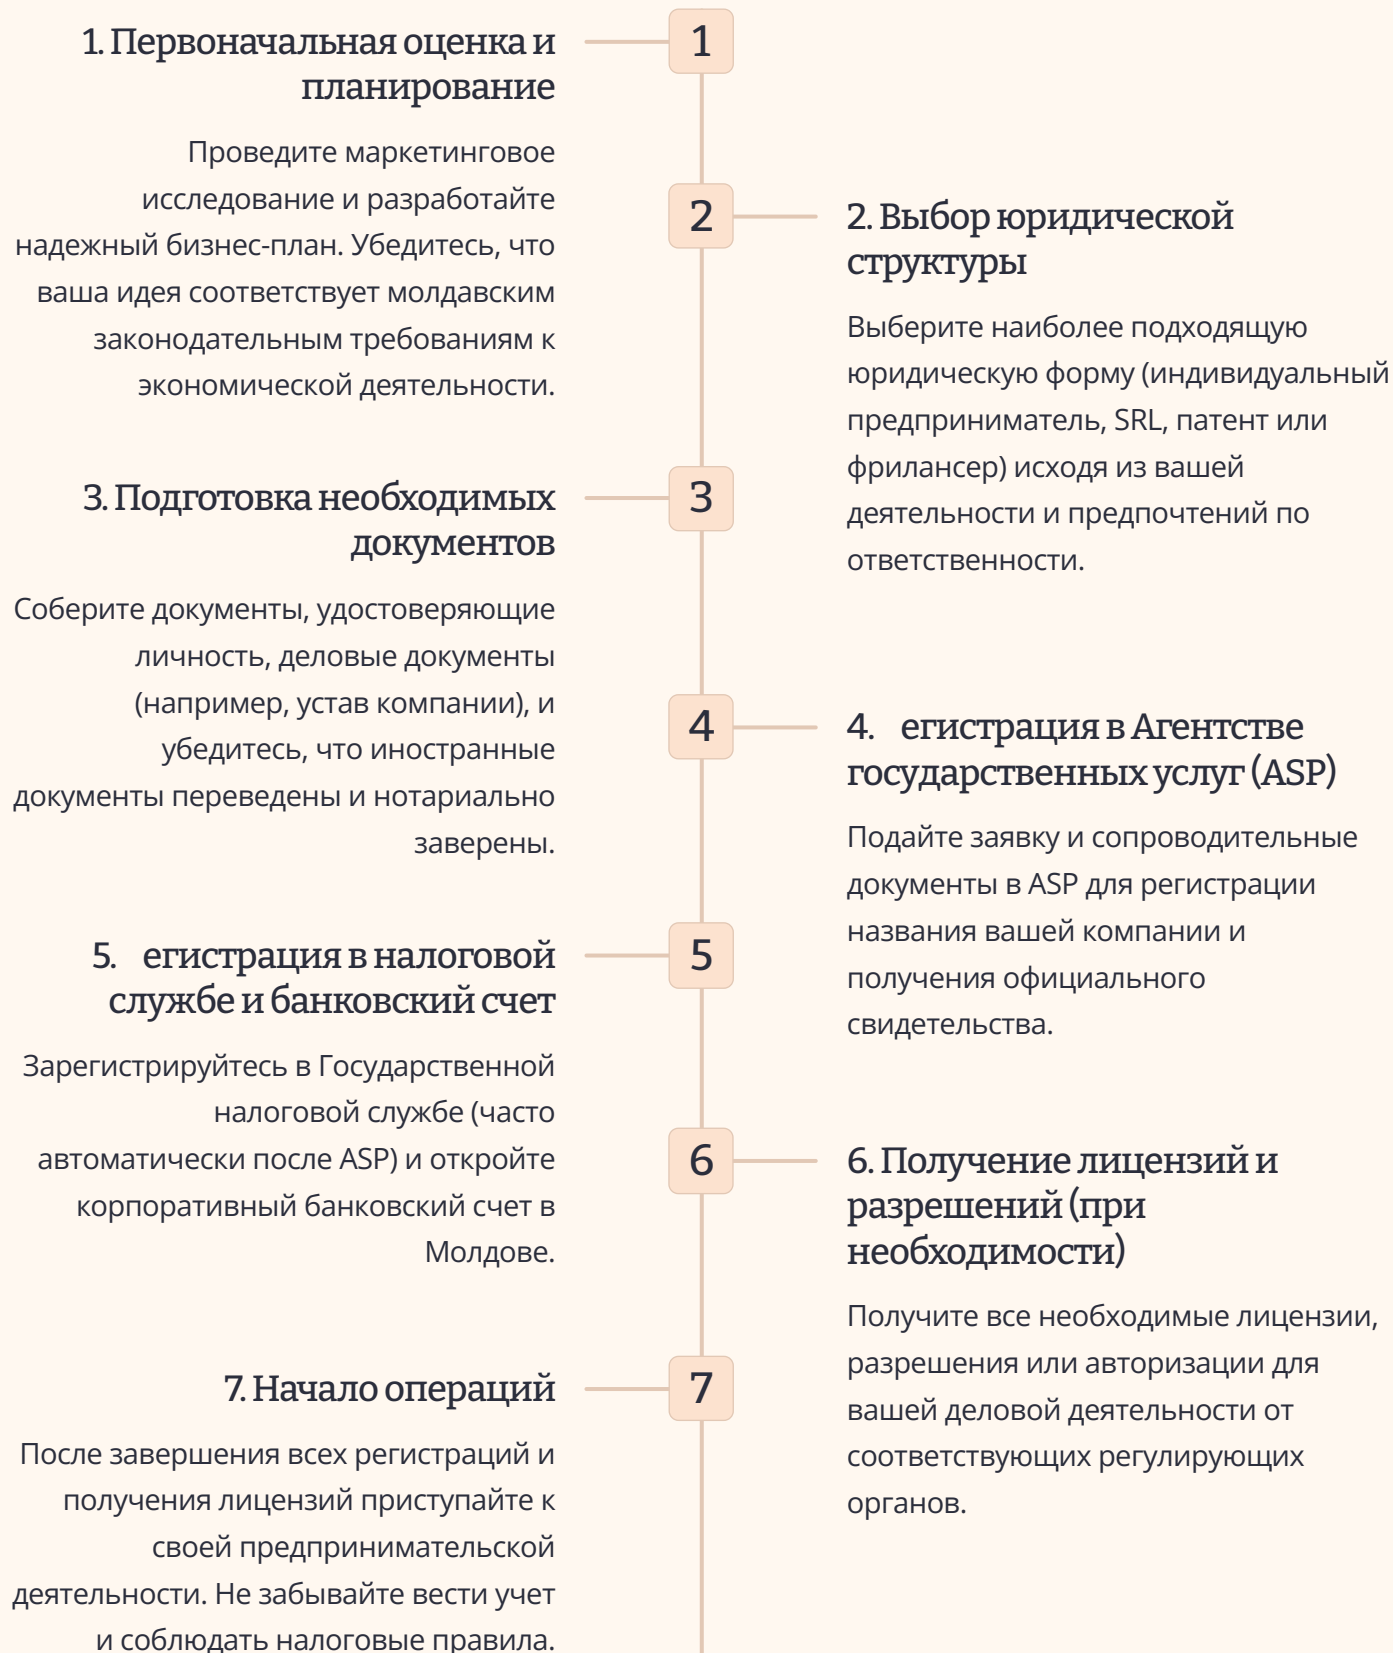 1. Первоначальная оценка и
планирование
Проведите маркетинговое
исследование и разработайте
надежный бизнес-план. Убедитесь, что
ваша идея соответствует молдавским
законодательным требованиям к
экономической деятельности.
1
2
2. Выбор юридической
структуры
Выберите наиболее подходящую
юридическую форму (индивидуальный
предприниматель, SRL, патент или
фрилансер) исходя из вашей
деятельности и предпочтений по
ответственности.
3. Подготовка необходимых
документов
Соберите документы, удостоверяющие
личность, деловые документы
(например, устав компании), и
убедитесь, что иностранные
документы переведены и нотариально
заверены.
3
4
4. егистрация в Агентстве
государственных услуг (ASP)
Подайте заявку и сопроводительные
документы в ASP для регистрации
названия вашей компании и
получения официального
свидетельства.
5. егистрация в налоговой
службе и банковский счет
Зарегистрируйтесь в Государственной
налоговой службе (часто
автоматически после ASP) и откройте
корпоративный банковский счет в
Молдове.
5
6
6. Получение лицензий и
разрешений (при
необходимости)
Получите все необходимые лицензии,
разрешения или авторизации для
вашей деловой деятельности от
соответствующих регулирующих
органов.
7. Начало операций
После завершения всех регистраций и
получения лицензий приступайте к
своей предпринимательской
деятельности. Не забывайте вести учет
и соблюдать налоговые правила.
7